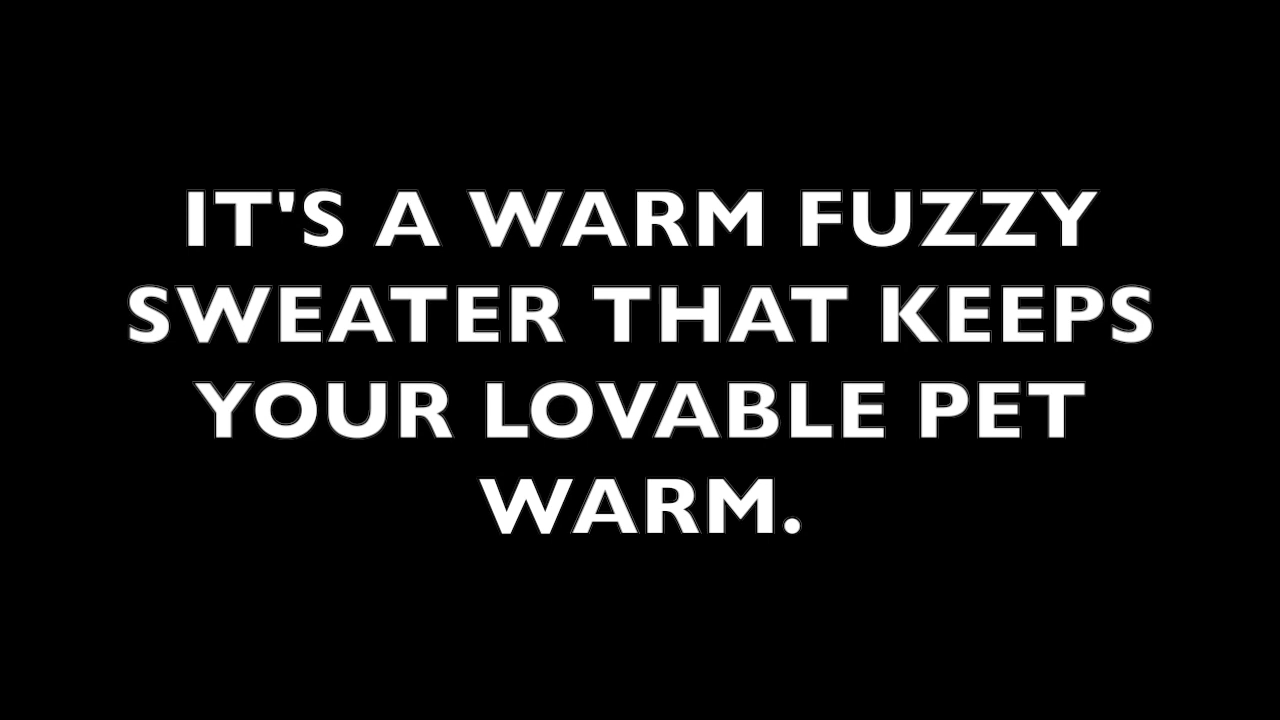 IT'S A WARM FUZZY
SWEATER THAT KEEPS
YOUR LOVABLE PET
WARM.